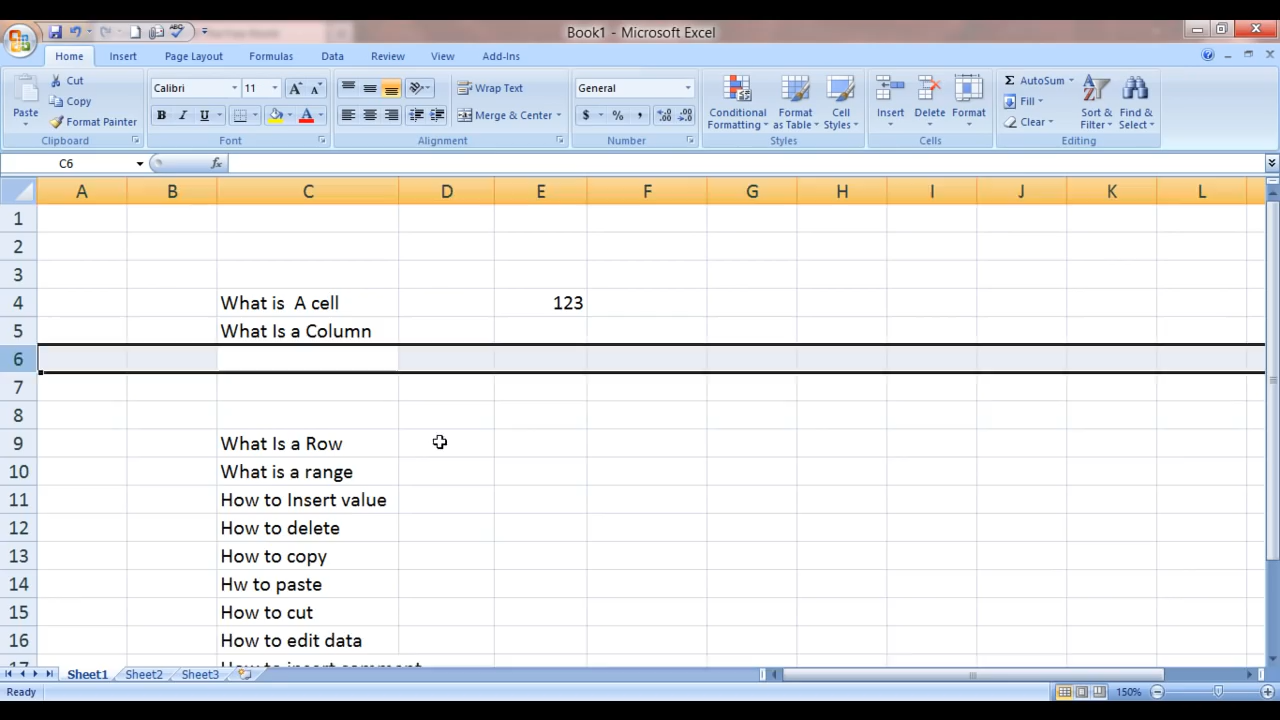 Book1 - Microsoft Excel
Home Insert Page Layout Formulas Data Review View Add-Ins
Paste Cut Calibri 11 Wrap Text General Conditional Formatting Format as Table Cell Styles Insert Delete Format AutoSum Sort & Filter Find & Select
Copy Fill
Format Painter B I U A Merge & Center $ % , Clear
Clipboard Font Alignment Number Styles Cells Editing
C6 fx
A B C D E F G H I J K L
1
2
3
4 What is  A cell 123
5 What Is a Column
6
7
8
9 What Is a Row
10 What is a range
11 How to Insert value
12 How to delete
13 How to copy
14 Hw to paste
15 How to cut
16 How to edit data
17 How to insert comment
Sheet1 Sheet2 Sheet3
Ready 150%